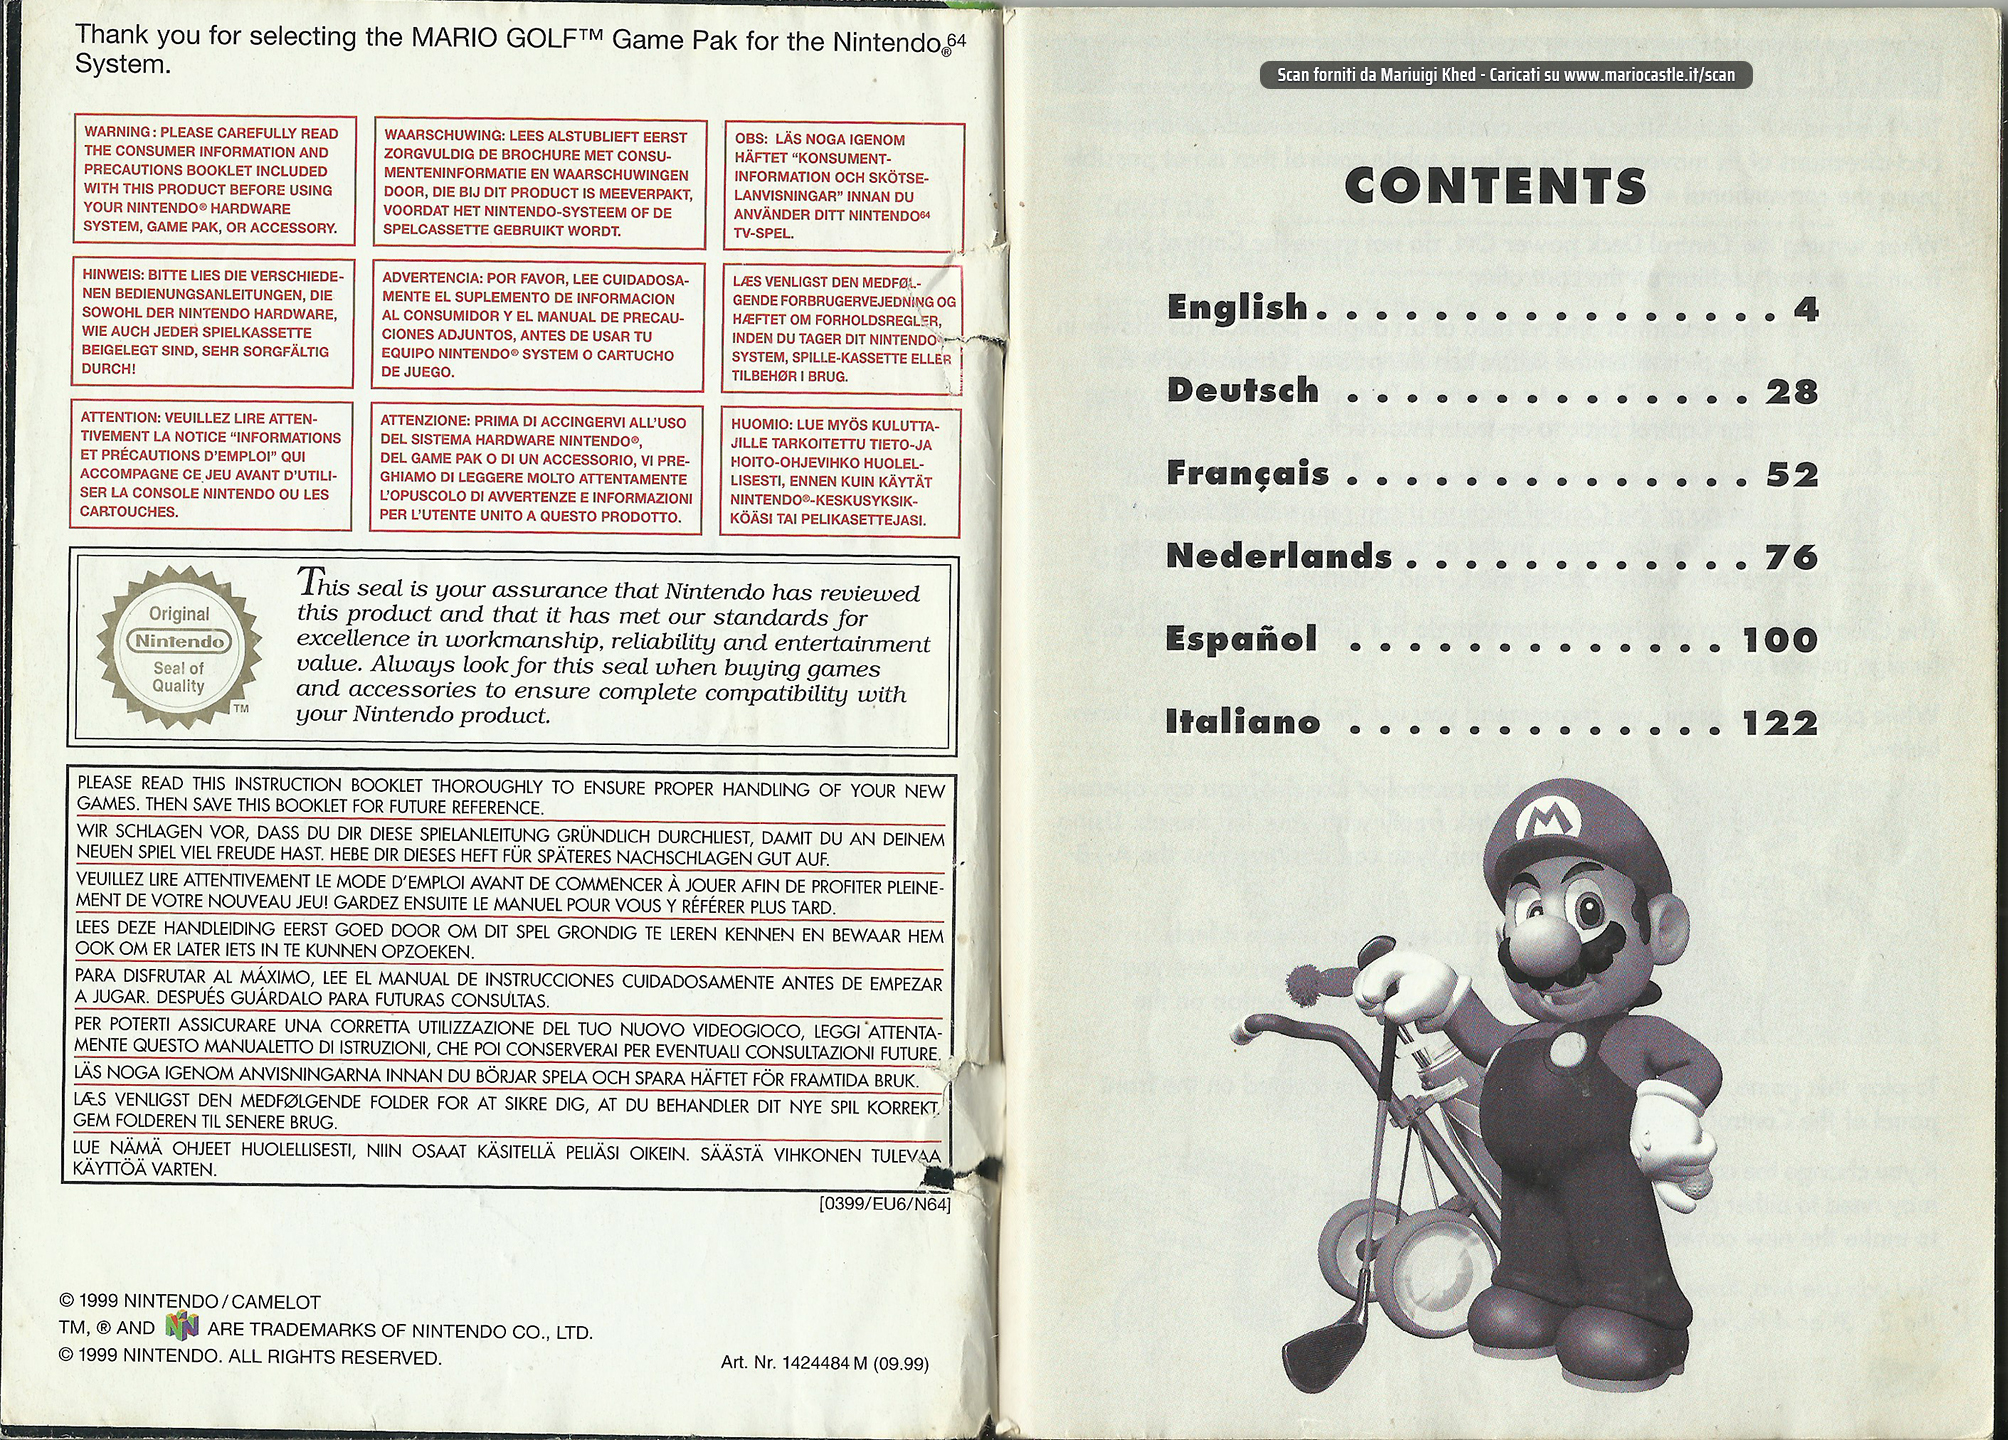 Thank you for selecting the MARIO GOLF™ Game Pak for the Nintendo®64
System.
WARNING: PLEASE CAREFULLY READ
THE CONSUMER INFORMATION AND
PRECAUTIONS BOOKLET INCLUDED
WITH THIS PRODUCT BEFORE USING
YOUR NINTENDO® HARDWARE
SYSTEM, GAME PAK, OR ACCESSORY.
WAARSCHUWING: LEES ALSTUBLIEFT EERST
ZORGVULDIG DE BROCHURE MET CONSU-
MENTENINFORMATIE EN WAARSCHUWINGEN
DOOR, DIE BIJ DIT PRODUCT IS MEEVERPAKT,
VOORDAT HET NINTENDO-SYSTEEM OF DE
SPELCASSETTE GEBRUIKT WORDT.
OBS: LÄS NOGA IGENOM
HÄFTET “KONSUMENT-
INFORMATION OCH SKÖTSE-
LANVISNINGAR” INNAN DU
ANVÄNDER DITT NINTENDO64
TV-SPEL.
HINWEIS: BITTE LIES DIE VERSCHIEDE-
NEN BEDIENUNGSANLEITUNGEN, DIE
SOWOHL DER NINTENDO HARDWARE,
WIE AUCH JEDER SPIELKASSETTE
BEIGELEGT SIND, SEHR SORGFÄLTIG
DURCH!
ADVERTENCIA: POR FAVOR, LEE CUIDADOSA-
MENTE EL SUPLEMENTO DE INFORMACION
AL CONSUMIDOR Y EL MANUAL DE PRECAU-
CIONES ADJUNTOS, ANTES DE USAR TU
EQUIPO NINTENDO® SYSTEM O CARTUCHO
DE JUEGO.
LÆS VENLIGST DEN MEDFØL-
GENDE FORBRUGERVEJEDNING OG
HÆFTET OM FORHOLDSREGLER,
INDEN DU TAGER DIT NINTENDO®
SYSTEM, SPILLE-KASSETTE ELLER
TILBEHØR I BRUG.
ATTENTION: VEUILLEZ LIRE ATTEN-
TIVEMENT LA NOTICE “INFORMATIONS
ET PRÉCAUTIONS D’EMPLOI” QUI
ACCOMPAGNE CE JEU AVANT D’UTILI-
SER LA CONSOLE NINTENDO OU LES
CARTOUCHES.
ATTENZIONE: PRIMA DI ACCINGERVI ALL’USO
DEL SISTEMA HARDWARE NINTENDO®,
DEL GAME PAK O DI UN ACCESSORIO, VI PRE-
GHIAMO DI LEGGERE MOLTO ATTENTAMENTE
L’OPUSCOLO DI AVVERTENZE E INFORMAZIONI
PER L’UTENTE UNITO A QUESTO PRODOTTO.
HUOMIO: LUE MYÖS KULUTTA-
JILLE TARKOITETTU TIETO-JA
HOITO-OHJEVIHKO HUOLEL-
LISESTI, ENNEN KUIN KÄYTÄT
NINTENDO®-KESKUSYKSIK-
KÖÄSI TAI PELIKASETTEJASI.
Original
Nintendo
Seal of
Quality
TM
This seal is your assurance that Nintendo has reviewed
this product and that it has met our standards for
excellence in workmanship, reliability and entertainment
value. Always look for this seal when buying games
and accessories to ensure complete compatibility with
your Nintendo product.
PLEASE READ THIS INSTRUCTION BOOKLET THOROUGHLY TO ENSURE PROPER HANDLING OF YOUR NEW
GAMES. THEN SAVE THIS BOOKLET FOR FUTURE REFERENCE.
WIR SCHLAGEN VOR, DASS DU DIR DIESE SPIELANLEITUNG GRÜNDLICH DURCHLIEST, DAMIT DU AN DEINEM
NEUEN SPIEL VIEL FREUDE HAST. HEBE DIR DIESES HEFT FÜR SPÄTERES NACHSCHLAGEN GUT AUF.
VEUILLEZ LIRE ATTENTIVEMENT LE MODE D’EMPLOI AVANT DE COMMENCER À JOUER AFIN DE PROFITER PLEINE-
MENT DE VOTRE NOUVEAU JEU! GARDEZ ENSUITE LE MANUEL POUR VOUS Y RÉFÉRER PLUS TARD.
LEES DEZE HANDLEIDING EERST GOED DOOR OM DIT SPEL GRONDIG TE LEREN KENNEN EN BEWAAR HEM
OOK OM ER LATER IETS IN TE KUNNEN OPZOEKEN.
PARA DISFRUTAR AL MÁXIMO, LEE EL MANUAL DE INSTRUCCIONES CUIDADOSAMENTE ANTES DE EMPEZAR
A JUGAR. DESPUÉS GUÁRDALO PARA FUTURAS CONSULTAS.
PER POTERTI ASSICURARE UNA CORRETTA UTILIZZAZIONE DEL TUO NUOVO VIDEOGIOCO, LEGGI ATTENTA-
MENTE QUESTO MANUALETTO DI ISTRUZIONI, CHE POI CONSERVERAI PER EVENTUALI CONSULTAZIONI FUTURE.
LÄS NOGA IGENOM ANVISNINGARNA INNAN DU BÖRJAR SPELA OCH SPARA HÄFTET FÖR FRAMTIDA BRUK.
LÆS VENLIGST DEN MEDFØLGENDE FOLDER FOR AT SIKRE DIG, AT DU BEHANDLER DIT NYE SPIL KORREKT.
GEM FOLDEREN TIL SENERE BRUG.
LUE NÄMÄ OHJEET HUOLELLISESTI, NIIN OSAAT KÄSITELLÄ PELIÄSI OIKEIN. SÄÄSTÄ VIHKONEN TULEVAA
KÄYTTÖÄ VARTEN.
[0399/EU6/N64]
© 1999 NINTENDO/CAMELOT
TM, ® AND N ARE TRADEMARKS OF NINTENDO CO., LTD.
© 1999 NINTENDO. ALL RIGHTS RESERVED.
Art. Nr. 1424484 M (09.99)
Scan forniti da Mariuigi Khed - Caricati su www.mariocastle.it/scan
CONTENTS
English . . . . . . . . . . . . . . . . 4
Deutsch . . . . . . . . . . . . . . 28
Français . . . . . . . . . . . . . . 52
Nederlands . . . . . . . . . . . . 76
Español . . . . . . . . . . . . . 100
Italiano . . . . . . . . . . . . . 122
M